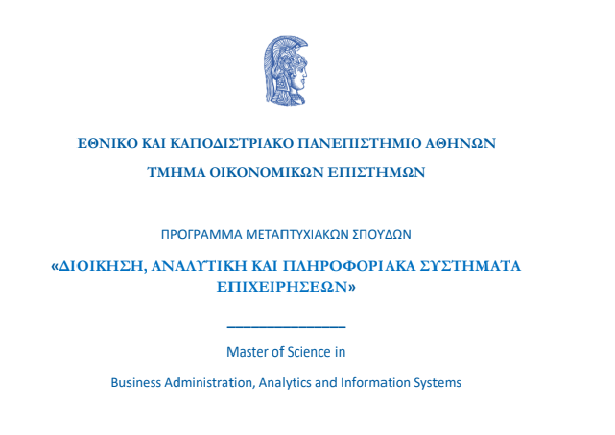 ΕΘΝΙΚΟ ΚΑΙ ΚΑΠΟΔΙΣΤΡΙΑΚΟ ΠΑΝΕΠΙΣΤΗΜΙΟ ΑΘΗΝΩΝ
ΤΜΗΜΑ ΟΙΚΟΝΟΜΙΚΩΝ ΕΠΙΣΤΗΜΩΝ
ΠΡΟΓΡΑΜΜΑ ΜΕΤΑΠΤΥΧΙΑΚΩΝ ΣΠΟΥΔΩΝ
«ΔΙΟΙΚΗΣΗ, ΑΝΑΛΥΤΙΚΗ ΚΑΙ ΠΛΗΡΟΦΟΡΙΑΚΑ ΣΥΣΤΗΜΑΤΑ
ΕΠΙΧΕΙΡΗΣΕΩΝ»
Master of Science in
Business Administration, Analytics and Information Systems